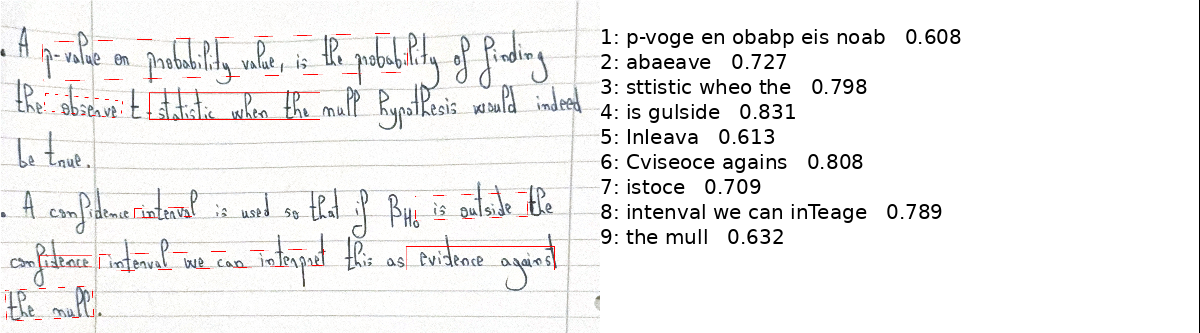 • A p-value on probability value, is the probability of finding
the observe t-statistic when the null hypothesis would indeed
be true.
• A confidence interval is used so that if βH0 is outside the
confidence interval we can interpret this as evidence against
the null.
1: p-voge en obabp eis noab 0.608
2: abaeave 0.727
3: sttistic wheo the 0.798
4: is gulside 0.831
5: lnleava 0.613
6: Cviseoce agains 0.808
7: istoce 0.709
8: intenval we can inTeage 0.789
9: the mull 0.632